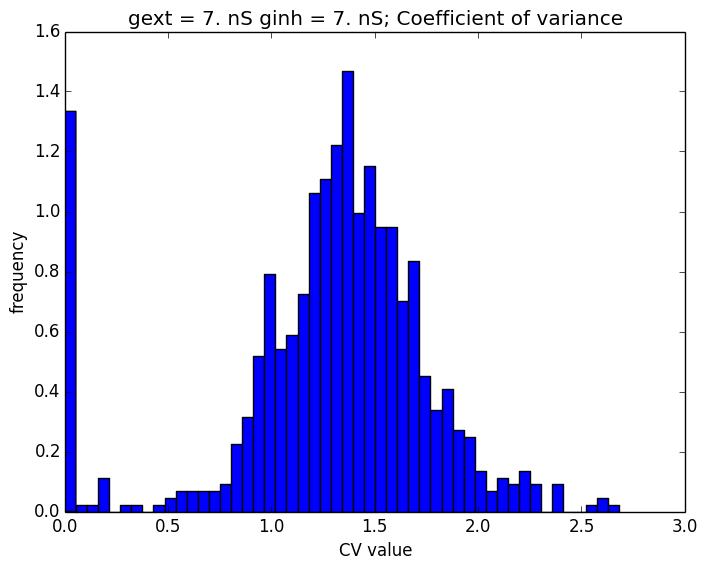 gext = 7. nS ginh = 7. nS; Coefficient of variance
1.6
1.4
1.2
1.0
0.8
0.6
0.4
0.2
0.0
frequency
0.0 0.5 1.0 1.5 2.0 2.5 3.0
CV value